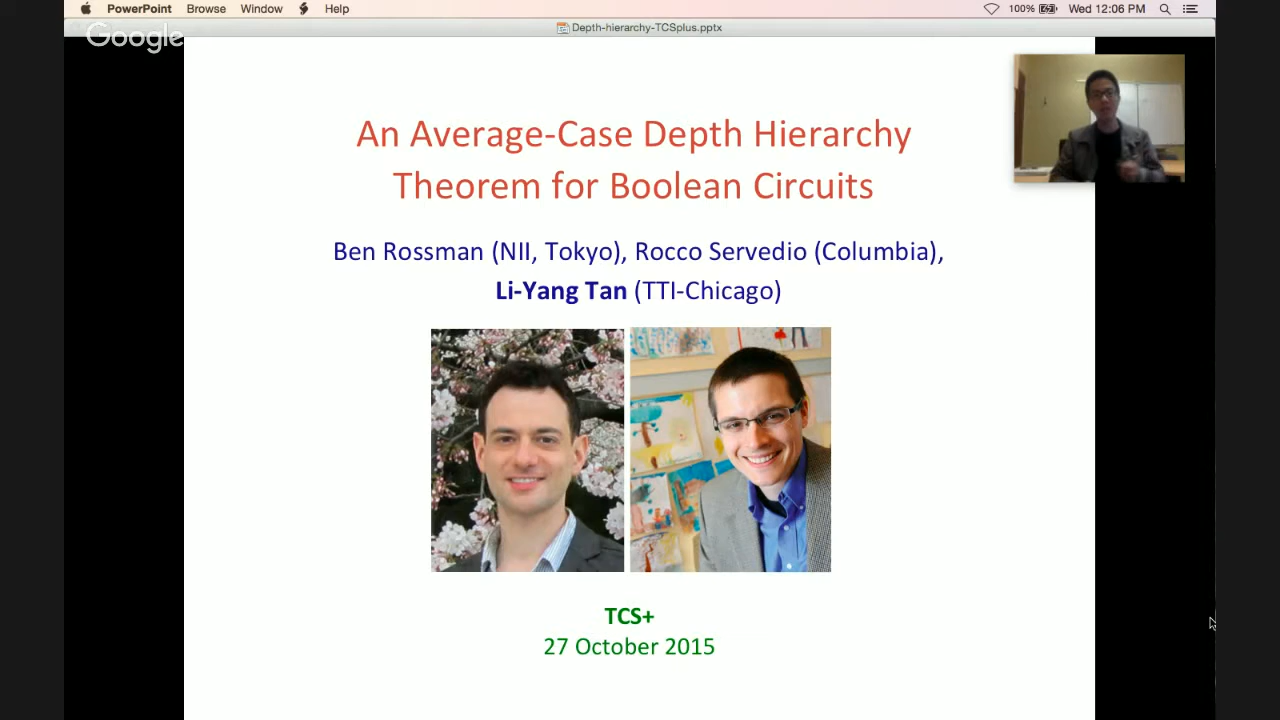 PowerPoint Browse Window Help
100% Wed 12:06 PM
Google
Depth-hierarchy-TCSplus.pptx
An Average-Case Depth Hierarchy
Theorem for Boolean Circuits
Ben Rossman (NII, Tokyo), Rocco Servedio (Columbia),
Li-Yang Tan (TTI-Chicago)
TCS+
27 October 2015